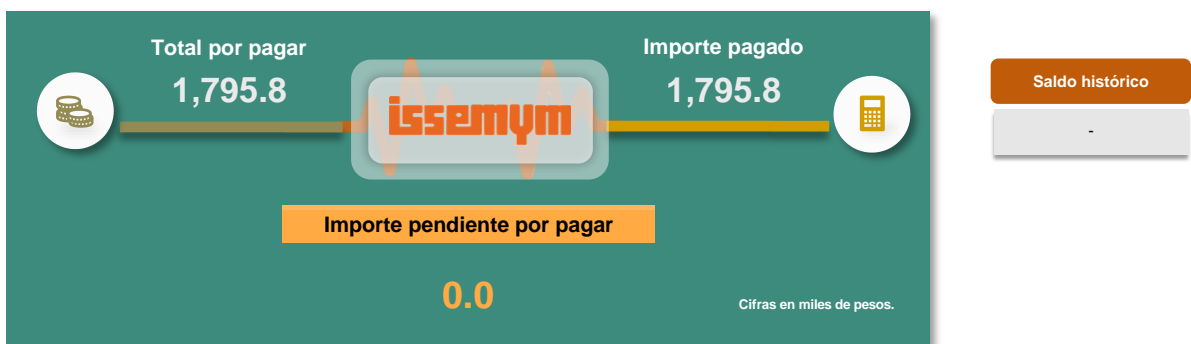 Total por pagar
1,795.8
issemym
Importe pagado
1,795.8
Importe pendiente por pagar
0.0
Cifras en miles de pesos.
Saldo histórico
-